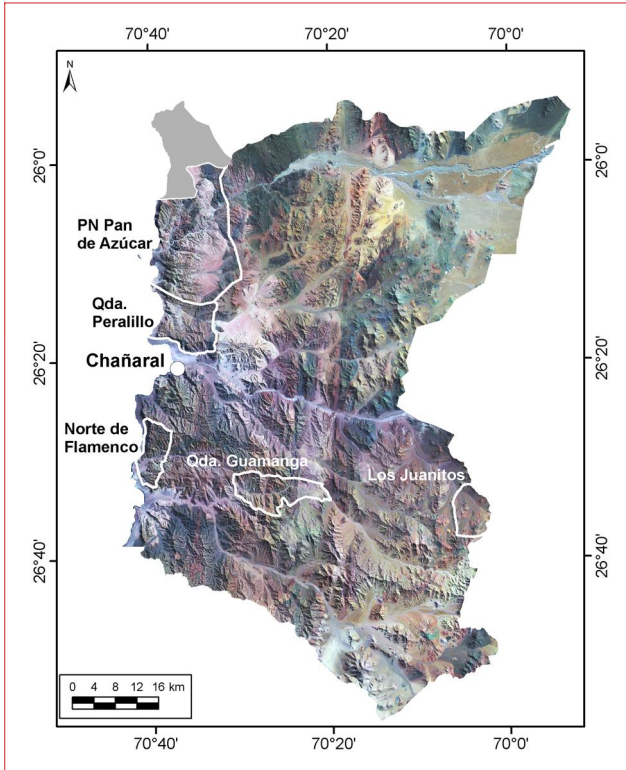 70°40'
70°20'
70°0'
N
26°0'
26°0'
PN Pan
de Azúcar
Qda.
Peralillo
26°20'
26°20'
Chañaral
Norte de
Flamenco
Qda. Guamanga
Los Juanitos
26°40'
26°40'
0 4 8 12 16 km
70°40'
70°20'
70°0'